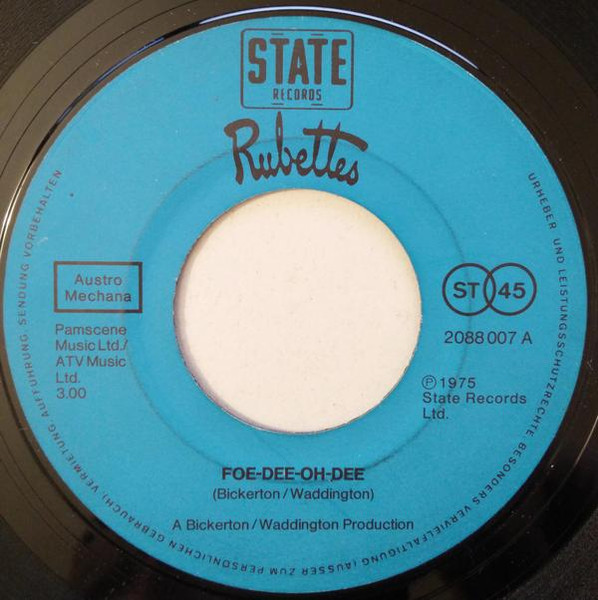 STATE
RECORDS
Rubettes
URHEBER UND LEISTUNGSSCHUTZRECHTE, BESONDERS VERVIELFÄLTIGUNG (AUSSER ZUM PERSÖNLICHEN GEBRAUCH), VERMIETUNG, AUFFÜHRUNG, SENDUNG VORBEHALTEN
Austro
Mechana
ST 45
Pamscene
Music Ltd./
ATV Music
Ltd.
3.00
2088 007 A
Ⓟ 1975
State Records
Ltd.
FOE-DEE-OH-DEE
(Bickerton/Waddington)
A Bickerton/Waddington Production